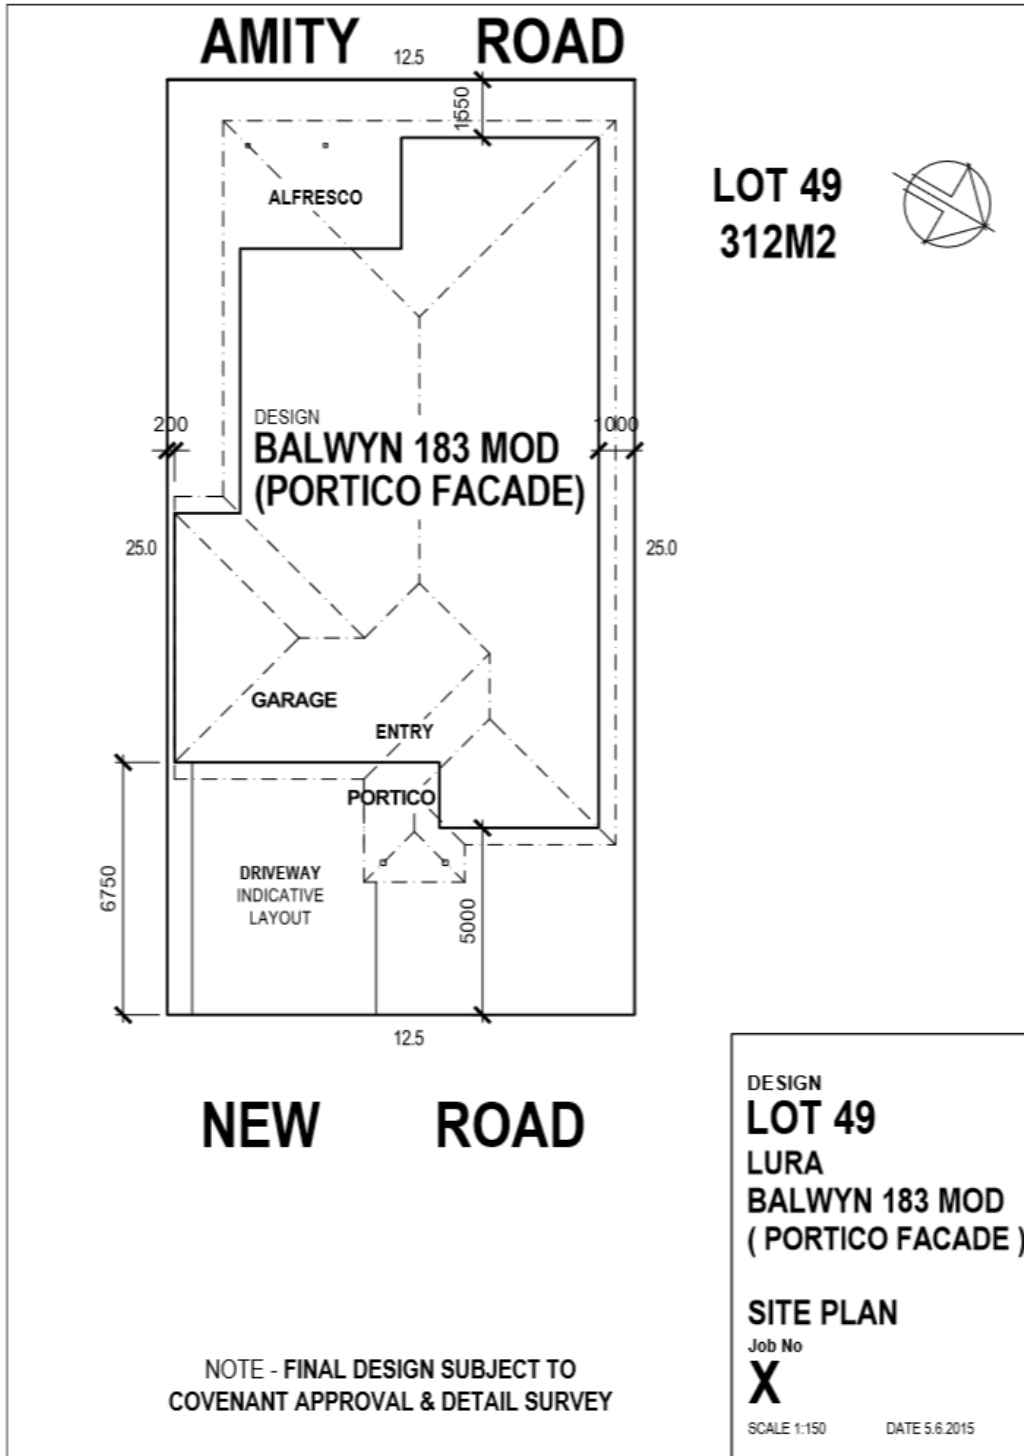 AMITY ROAD
12.5
1550
ALFRESCO
LOT 49
312M2
200
1000
DESIGN
BALWYN 183 MOD
(PORTICO FACADE)
25.0
25.0
GARAGE
ENTRY
PORTICO
6750
DRIVEWAY
INDICATIVE
LAYOUT
5000
12.5
NEW ROAD
DESIGN
LOT 49
LURA
BALWYN 183 MOD
( PORTICO FACADE )
SITE PLAN
Job No
X
SCALE 1:150 DATE 5.6.2015
NOTE - FINAL DESIGN SUBJECT TO
COVENANT APPROVAL & DETAIL SURVEY